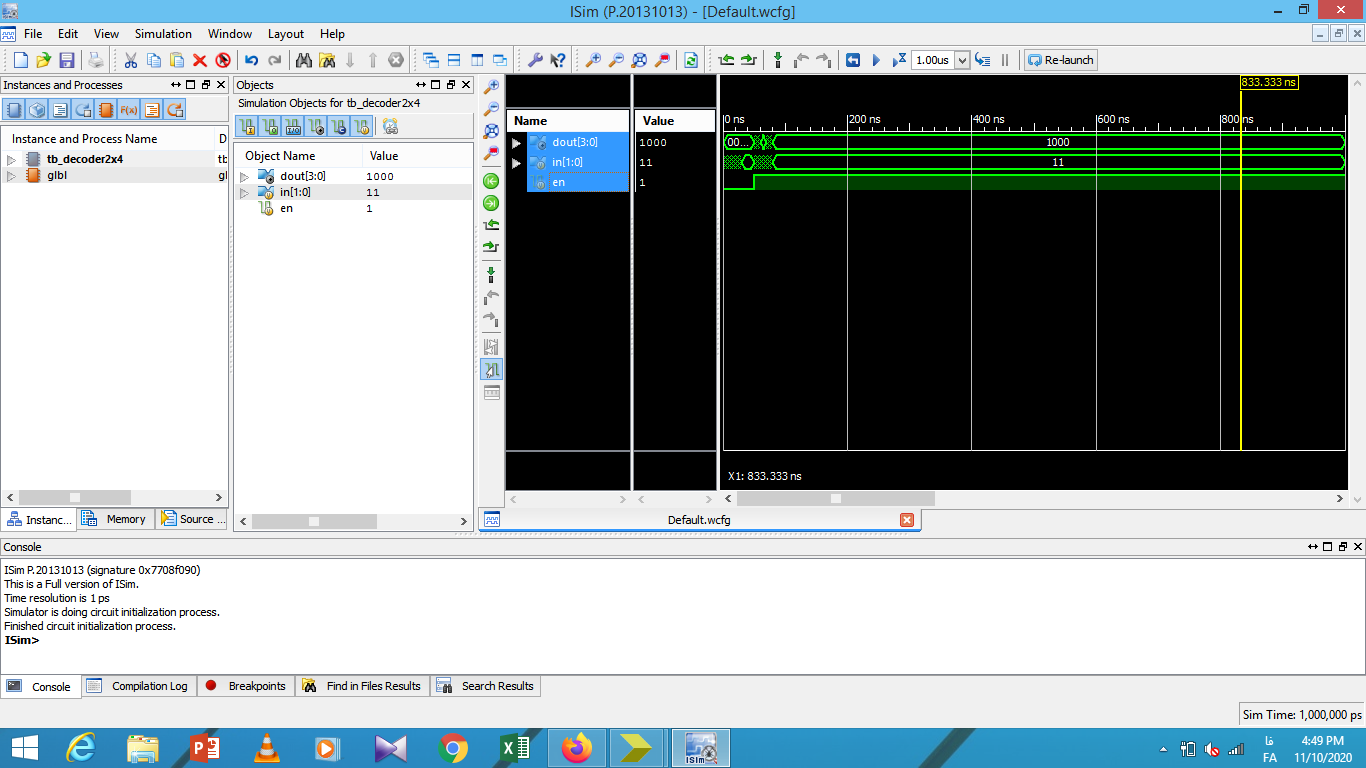 ISim (P.20131013) - [Default.wcfg]
File Edit View Simulation Window Layout Help
1.00us Re-launch
Instances and Processes
Instance and Process Name D
tb_decoder2x4 tb
glbl gl
Instanc... Memory Source ...
Objects
Simulation Objects for tb_decoder2x4
Object Name Value
dout[3:0] 1000
in[1:0] 11
en 1
Name Value
dout[3:0] 1000
in[1:0] 11
en 1
833.333 ns
0 ns 200 ns 400 ns 600 ns 800 ns
00... 1000
11
X1: 833.333 ns
Default.wcfg
Console
ISim P.20131013 (signature 0x7708f090)
This is a Full version of ISim.
Time resolution is 1 ps
Simulator is doing circuit initialization process.
Finished circuit initialization process.
ISim>
Console Compilation Log Breakpoints Find in Files Results Search Results
Sim Time: 1,000,000 ps
فا 4:49 PM
FA 11/10/2020